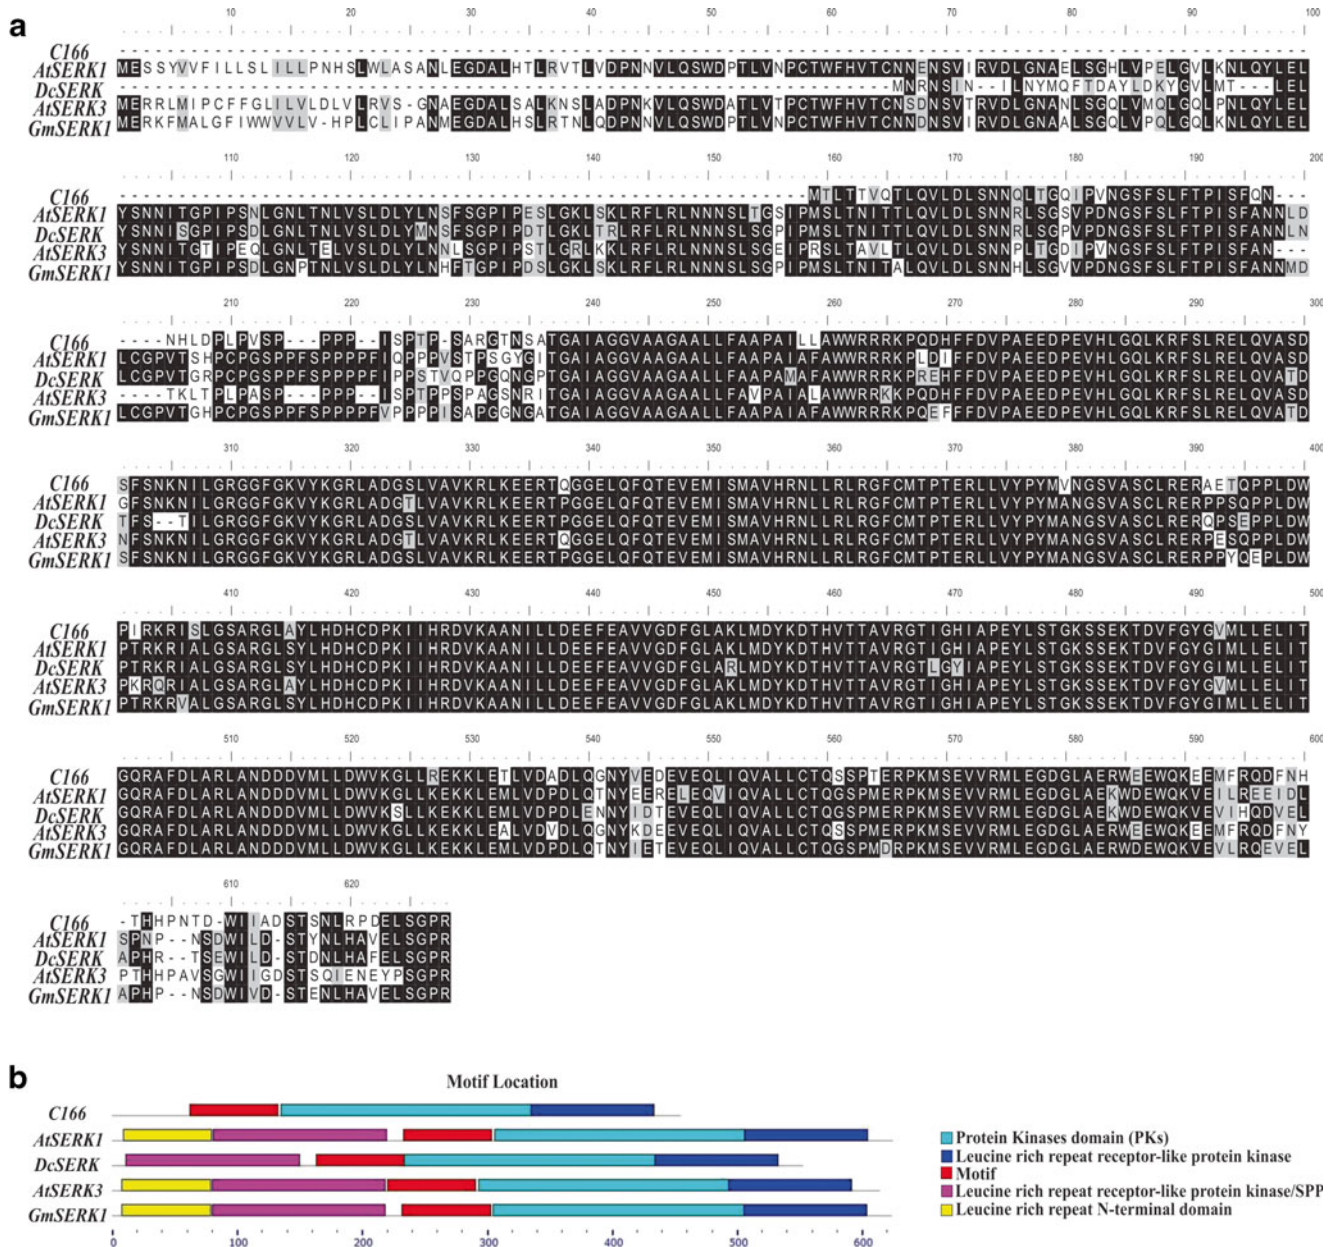 a
10 20 30 40 50 60 70 80 90 100
C166
AtSERK1 MESSYVVFILLSLILLPNHSLWLASANLEGDALHTLRVTLVDPNNVLQSWDPTLVNPCTWFHVTCNNENSVIRVDLGNAELSGHLVPELGVLKNLQYLEL
DcSERK MNRNSIN--ILNYMQFTDAYLDKYGVLMT---LEL
AtSERK3 MERRLMIPCFFGLILVLDLVLRVS-GNAEGDALSALKNSLADPNKVLQSWDATLVTPCTWFHVTCNSDNSVTRVDLGNANLSGQLVMQLGQLPNLQYLEL
GmSERK1 MERKFMALGFIWWVVLV-HPLCLIPANMEGDALHSLRTNLQDPNNVLQSWDPTLVNPCTWFHVTCNNDNSVIRVDLGNAALSGQLVPQLGQLKNLQYLEL
110 120 130 140 150 160 170 180 190 200
C166 MTLTTVQTLQVLDLSNNQLTGQIPVNGSFSLFTPISFQN---
AtSERK1 YSNNITGPIPSNLGNLTNLVSLDLYLNSFSGPIPESLGKLSKLRFLRLNNNSLTGSIPMSLTNITTLQVLDLSNNRLSGSVPDNGSFSLFTPISFANNLD
DcSERK YSNNISGPIPSDLGNLTNLVSLDLYMNSFSGPIPDTLGKLTRLRFLRLNNNSLSGPIPMSLTNITTLQVLDLSNNRLSGPVPDNGSFSLFTPISFANNLN
AtSERK3 YSNNITGTIPEQLGNLTELVSLDLYLNNLSGPIPSTLGRLKKLRFLRLNNNSLSGEIPRSLTAVLTLQVLDLSNNPLTGDIPVNGSFSLFTPISFAN---
GmSERK1 YSNNITGPIPSDLGNPTNLVSLDLYLNHFTGPIPDSLGKLSKLRFLRLNNNSLSGPIPMSLTNITALQVLDLSNNHLSGVVPDNGSFSLFTPISFANNMD
210 220 230 240 250 260 270 280 290 300
C166 ----NHLDPLPVSP---PPP--ISPTP-SARGTNSATGAIAGGVAAGAALLFAAPAILLAWWRRRKPQDHFFDVPAEEDPEVHLGQLKRFSLRELQVASD
AtSERK1 LCGPVTSHPCPGSPPFSPPPPFIQPPPVSTPSGYGITGAIAGGVAAGAALLFAAPAIAFAWWRRRKPLDIFFDVPAEEDPEVHLGQLKRFSLRELQVASD
DcSERK LCGPVTGRPCPGSPPFSPPPPFIPPSTVQPPGQNGPTGAIAGGVAAGAALLFAAPAMAFAWWRRRKPREHFFDVPAEEDPEVHLGQLKRFSLRELQVATD
AtSERK3 ----TKLTPLPASP---PPP--ISPTPPSPAGSNRITGAIAGGVAAGAALLFAVPAIALAWWRRKKPQDHFFDVPAEEDPEVHLGQLKRFSLRELQVASD
GmSERK1 LCGPVTGHPCPGSPPFSPPPPFVPPPPISAPGGNGATGAIAGGVAAGAALLFAAPAIAFAWWRRRKPQEFFFDVPAEEDPEVHLGQLKRFSLRELQVATD
310 320 330 340 350 360 370 380 390 400
C166 SFSNKNILGRGGFGKVYKGRLADGSLVAVKRLKEERTQGGELQFQTEVEMISMAVHRNLLRLRGFCMTPTERLLVYPYMVNGSVASCLRERAETQPPLDW
AtSERK1 GFSNKNILGRGGFGKVYKGRLADGTLVAVKRLKEERTPGGELQFQTEVEMISMAVHRNLLRLRGFCMTPTERLLVYPYMANGSVASCLRERPPSQPPLDW
DcSERK TFS--TILGRGGFGKVYKGRLADGSLVAVKRLKEERTPGGELQFQTEVEMISMAVHRNLLRLRGFCMTPTERLLVYPYMANGSVASCLRERQPSEPPLDW
AtSERK3 NFSNKNILGRGGFGKVYKGRLADGTLVAVKRLKEERTQGGELQFQTEVEMISMAVHRNLLRLRGFCMTPTERLLVYPYMANGSVASCLRERPESQPPLDW
GmSERK1 SFSNKNILGRGGFGKVYKGRLADGSLVAVKRLKEERTPGGELQFQTEVEMISMAVHRNLLRLRGFCMTPTERLLVYPYMANGSVASCLRERPPYQEPLDW
410 420 430 440 450 460 470 480 490 500
C166 PIRKRISLGSARGLAYLHDHCDPKIIHRDVKAANILLDEEFEAVVGDFGLAKLMDYKDTHVTTAVRGTIGHIAPEYLSTGKSSEKTDVFGYGVMLLELIT
AtSERK1 PTRKRIALGSARGLSYLHDHCDPKIIHRDVKAANILLDEEFEAVVGDFGLAKLMDYKDTHVTTAVRGTIGHIAPEYLSTGKSSEKTDVFGYGIMLLELIT
DcSERK PTRKRIALGSARGLSYLHDHCDPKIIHRDVKAANILLDEEFEAVVGDFGLARLMDYKDTHVTTAVRGTLGYIAPEYLSTGKSSEKTDVFGYGIMLLELIT
AtSERK3 PKRQRIALGSARGLAYLHDHCDPKIIHRDVKAANILLDEEFEAVVGDFGLAKLMDYKDTHVTTAVRGTIGHIAPEYLSTGKSSEKTDVFGYGVMLLELIT
GmSERK1 PTRKRVALGSARGLSYLHDHCDPKIIHRDVKAANILLDEEFEAVVGDFGLAKLMDYKDTHVTTAVRGTIGHIAPEYLSTGKSSEKTDVFGYGIMLLELIT
510 520 530 540 550 560 570 580 590 600
C166 GQRAFDLARLANDDDVMLLDWVKGLLREKKLETLVDADLQGNYVEDEVEQLIQVALLCTQSSPTERPKMSEVVRMLEGDGLAERWEEWQKEEMFRQDFNH
AtSERK1 GQRAFDLARLANDDDVMLLDWVKGLLKEKKLEMLVDPDLQTNYEERELEQVIQVALLCTQGSPMERPKMSEVVRMLEGDGLAEKWDEWQKVEILREEIDL
DcSERK GQRAFDLARLANDDDVMLLDWVKSLLKEKKLEMLVDPDLENNYIDTEVEQLIQVALLCTQGSPMERPKMSEVVRMLEGDGLAEKWDEWQKVEVIHQDVEL
AtSERK3 GQRAFDLARLANDDDVMLLDWVKGLLKEKKLEALVDVDLQGNYKDEEVEQLIQVALLCTQSSPMERPKMSEVVRMLEGDGLAERWEEWQKEEMFRQDFNY
GmSERK1 GQRAFDLARLANDDDVMLLDWVKGLLKEKKLEMLVDPDLQTNYIETEVEQLIQVALLCTQGSPMDRPKMSEVVRMLEGDGLAERWDEWQKVEVLRQEVEL
610 620
C166 -THHPNTD-WIIADSTSNLRPDELSGPR
AtSERK1 SPNP--NSDWILD-STYNLHAVELSGPR
DcSERK APHR--TSEWILD-STDNLHAFELSGPR
AtSERK3 PTHHPAVSGWIIGDSTSQIENEYPSGPR
GmSERK1 APHP--NSDWIVD-STENLHAVELSGPR
b
Motif Location
C166
AtSERK1
DcSERK
AtSERK3
GmSERK1
0 100 200 300 400 500 600
Protein Kinases domain (PKs)
Leucine rich repeat receptor-like protein kinase
Motif
Leucine rich repeat receptor-like protein kinase/SPP
Leucine rich repeat N-terminal domain